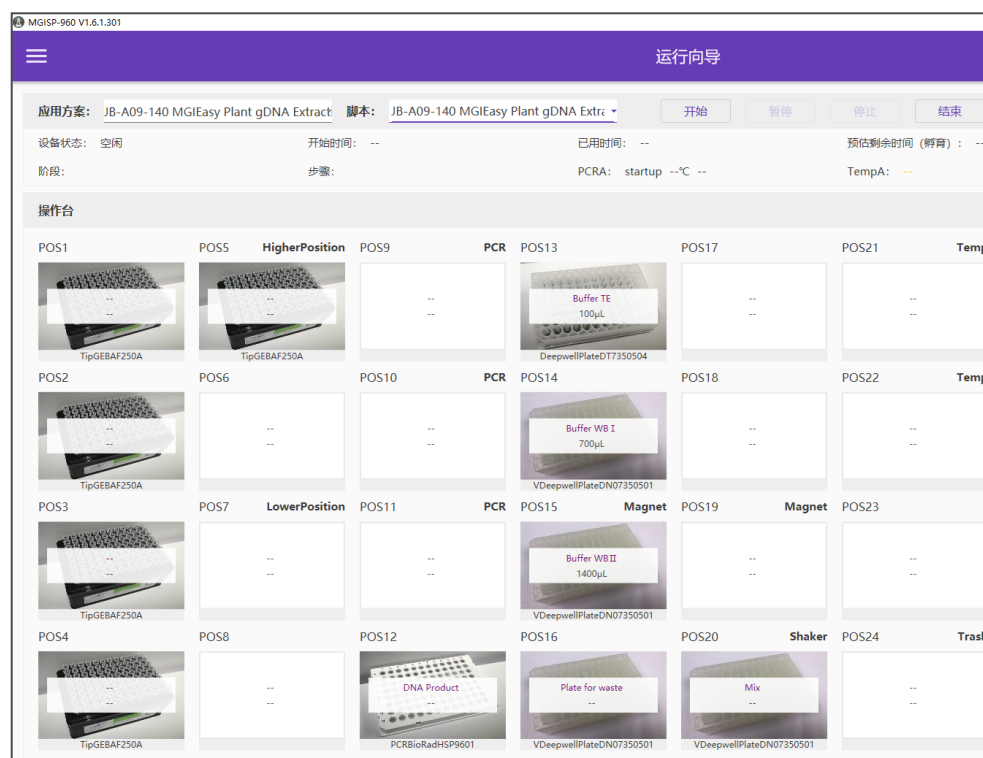 MGISP-960 V1.6.1.301
运行向导
应用方案： JB-A09-140 MGIEasy Plant gDNA Extract 脚本： JB-A09-140 MGIEasy Plant gDNA Extra 开始 暂停 停止 结束
设备状态： 空闲 开始时间： -- 已用时间： -- 预估剩余时间（孵育）： --
阶段： 步骤： PCRA： startup --℃ -- TempA： --
操作台
POS1 POS5 HigherPosition POS9 PCR POS13 POS17 POS21 Temp
-- -- -- Buffer TE -- --
-- -- -- 100μL -- --
TipGEBAF250A TipGEBAF250A DeepwellPlateDT7350504
POS2 POS6 POS10 PCR POS14 POS18 POS22 Temp
-- -- -- Buffer WB Ⅰ -- --
-- -- -- 700μL -- --
TipGEBAF250A VDeepwellPlateDN07350501
POS3 POS7 LowerPosition POS11 PCR POS15 Magnet POS19 Magnet POS23
-- -- -- Buffer WBⅡ -- --
-- -- -- 1400μL -- --
TipGEBAF250A VDeepwellPlateDN07350501
POS4 POS8 POS12 POS16 POS20 Shaker POS24 Trash
-- -- DNA Product Plate for waste Mix --
-- -- -- -- -- --
TipGEBAF250A PCRBioRadHSP9601 VDeepwellPlateDN07350501 VDeepwellPlateDN07350501